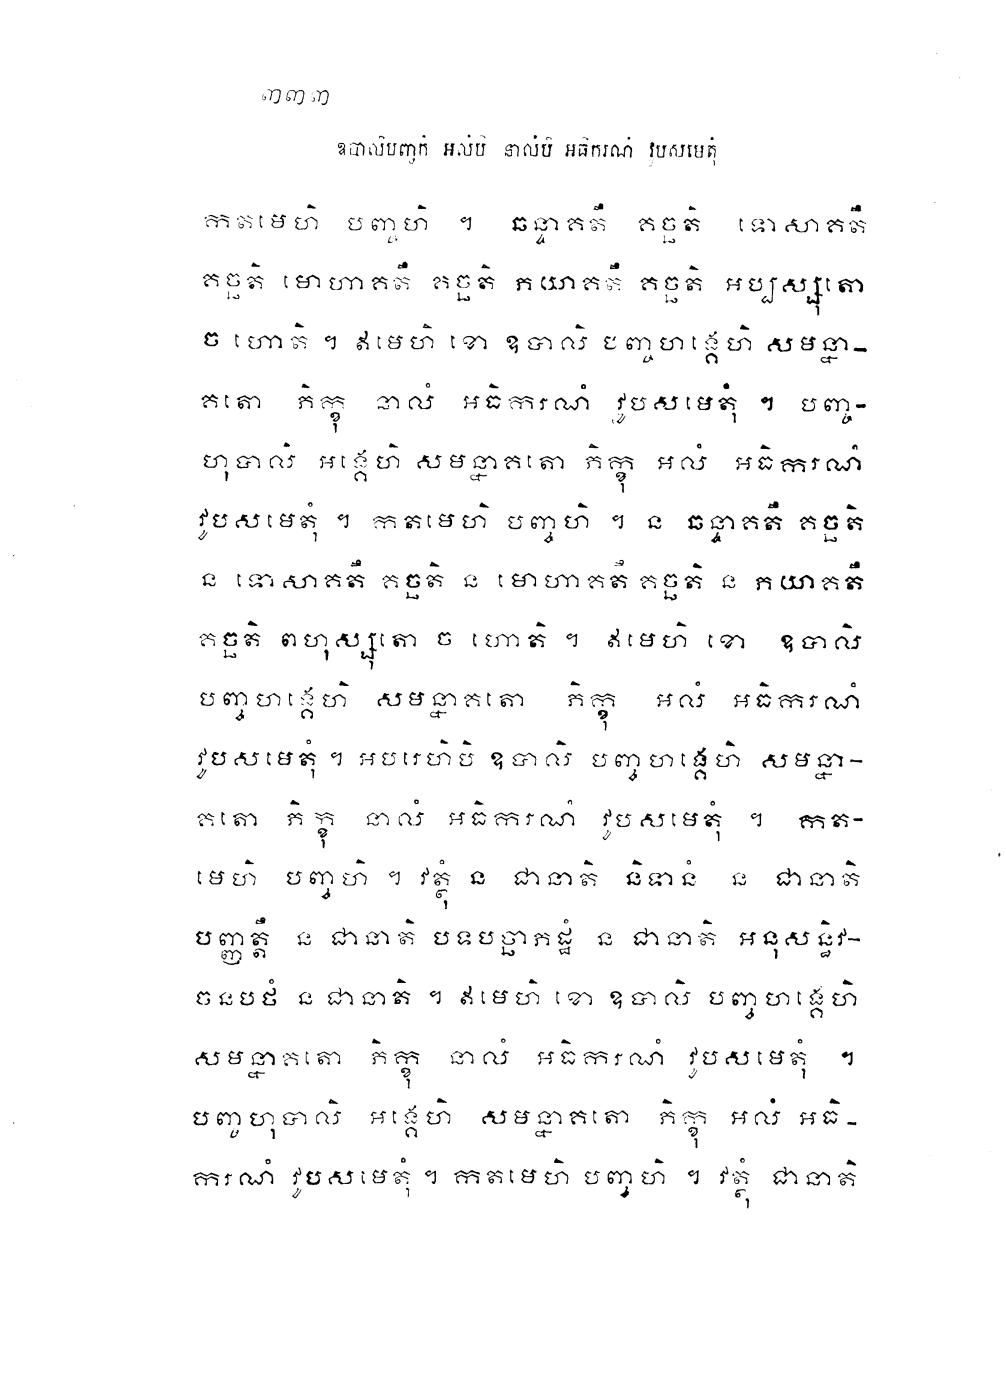 ៣៣៣
ឧបាលិបញ្ចកំ អលំបិ នាលំបិ អធិករណំ វូបសមេតុំ
កតមេហិ បញ្ចហិ ។ ឆន្ទាគតឹ គច្ឆតិ ទោសាគតឹ
គច្ឆតិ មោហាគតឹ គច្ឆតិ ភយាគតឹ គច្ឆតិ អប្បស្សុតោ
ច ហោតិ ។ ឥមេហិ ខោ ឧបាលិ បញ្ចហង្គេហិ សមន្នា-
គតោ ភិក្ខុ នាលំ អធិករណំ វូបសមេតុំ ។ បញ្ច-
ហុបាលិ អង្គេហិ សមន្នាគតោ ភិក្ខុ អលំ អធិករណំ
វូបសមេតុំ ។ កតមេហិ បញ្ចហិ ។ ន ឆន្ទាគតឹ គច្ឆតិ
ន ទោសាគតឹ គច្ឆតិ ន មោហាគតឹ គច្ឆតិ ន ភយាគតឹ
គច្ឆតិ ពហុស្សុតោ ច ហោតិ ។ ឥមេហិ ខោ ឧបាលិ
បញ្ចហង្គេហិ សមន្នាគតោ ភិក្ខុ អលំ អធិករណំ
វូបសមេតុំ ។ អបរេហិបិ ឧបាលិ បញ្ចហង្គេហិ សមន្នា-
គតោ ភិក្ខុ នាលំ អធិករណំ វូបសមេតុំ ។ កត-
មេហិ បញ្ចហិ ។ វត្ថុំ ន ជានាតិ និទានំ ន ជានាតិ
បញ្ញត្តឹ ន ជានាតិ បទបច្ឆាភដ្ឋំ ន ជានាតិ អនុសន្ធិវ-
ចនបថំ ន ជានាតិ ។ ឥមេហិ ខោ ឧបាលិ បញ្ចហង្គេហិ
សមន្នាគតោ ភិក្ខុ នាលំ អធិករណំ វូបសមេតុំ ។
បញ្ចហុបាលិ អង្គេហិ សមន្នាគតោ ភិក្ខុ អលំ អធិ-
ករណំ វូបសមេតុំ ។ កតមេហិ បញ្ចហិ ។ វត្ថុំ ជានាតិ